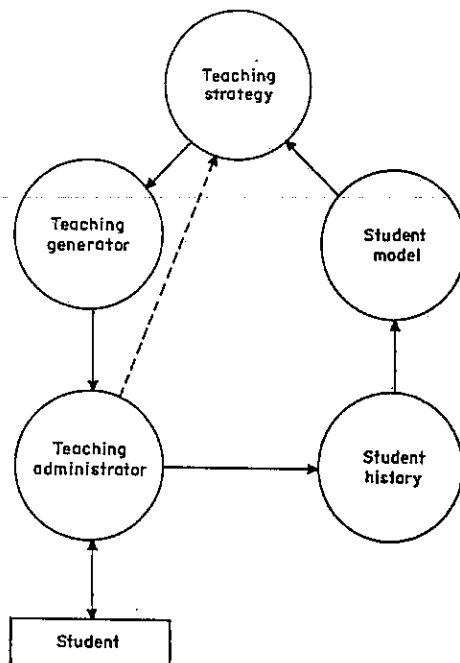 Teaching
strategy
Teaching
generator
Student
model
Teaching
administrator
Student
history
Student